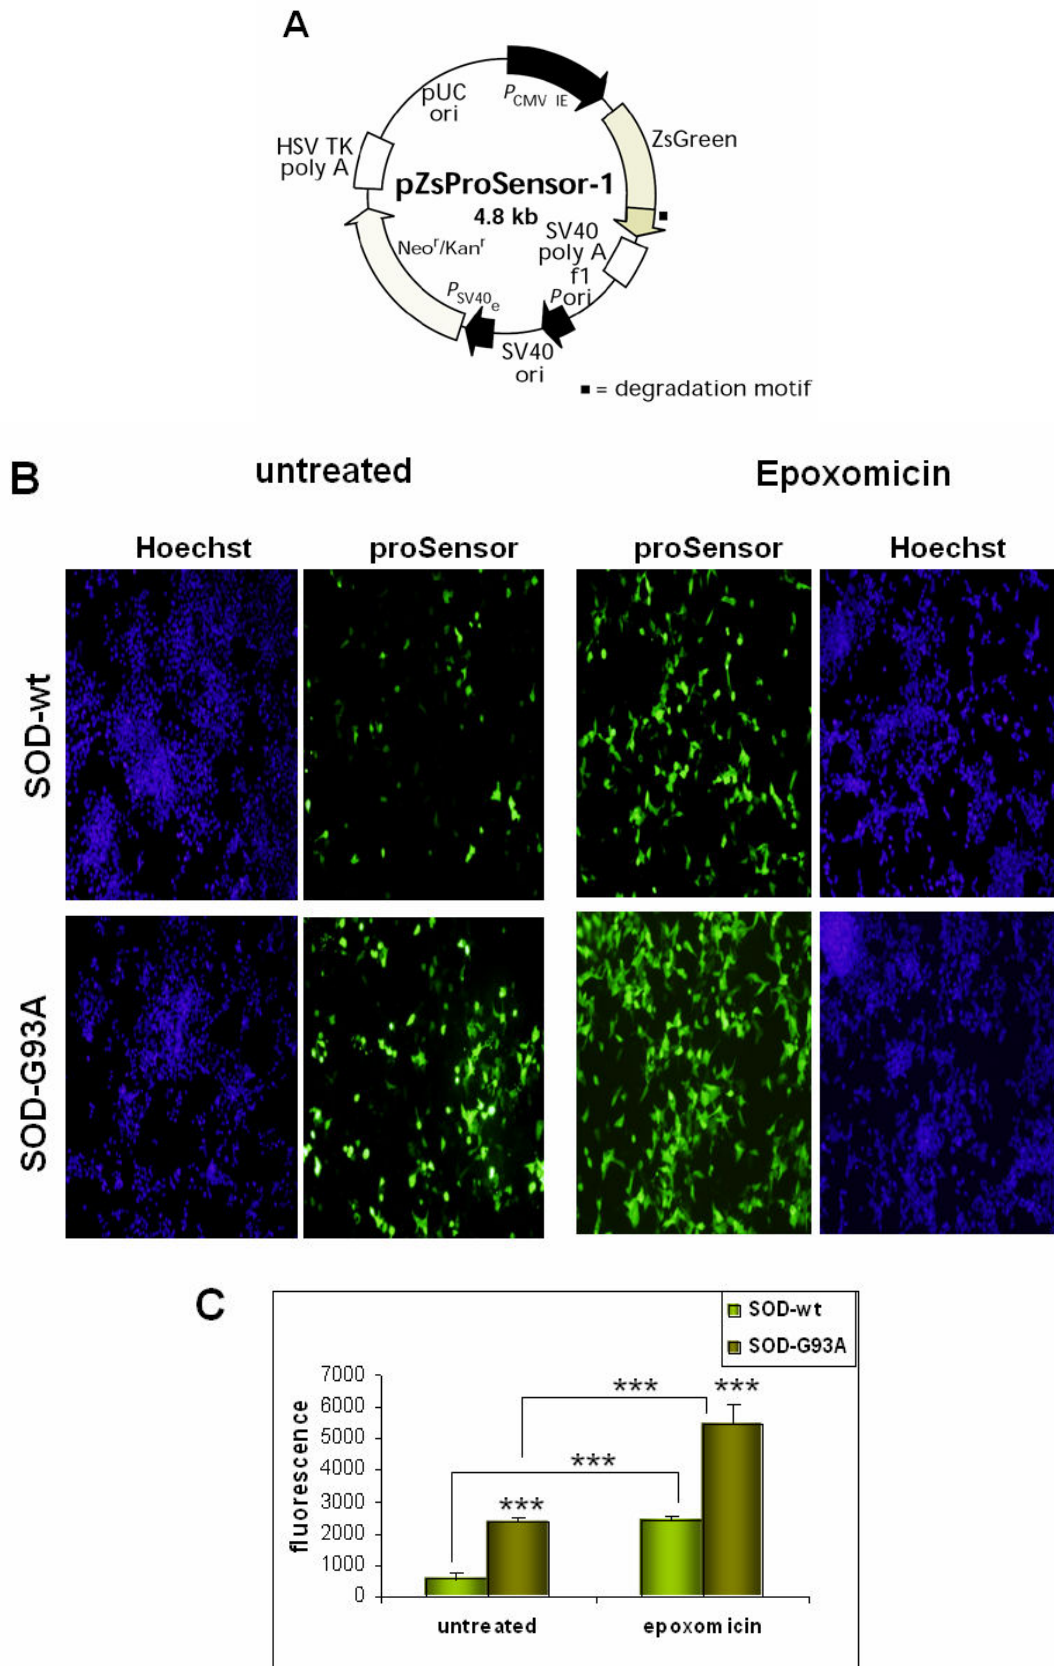 A
pUC
ori
PCMV IE
ZsGreen
HSV TK
poly A
pZsProSensor-1
4.8 kb
SV40
poly A
f1
ori
P
Neoʳ/Kanʳ
PSV40e
SV40
ori
▪ = degradation motif
B
untreated
Epoxomicin
Hoechst
proSensor
proSensor
Hoechst
SOD-wt
SOD-G93A
C
SOD-wt
SOD-G93A
fluorescence
7000
6000
5000
4000
3000
2000
1000
0
***
***
***
***
untreated
epoxomicin